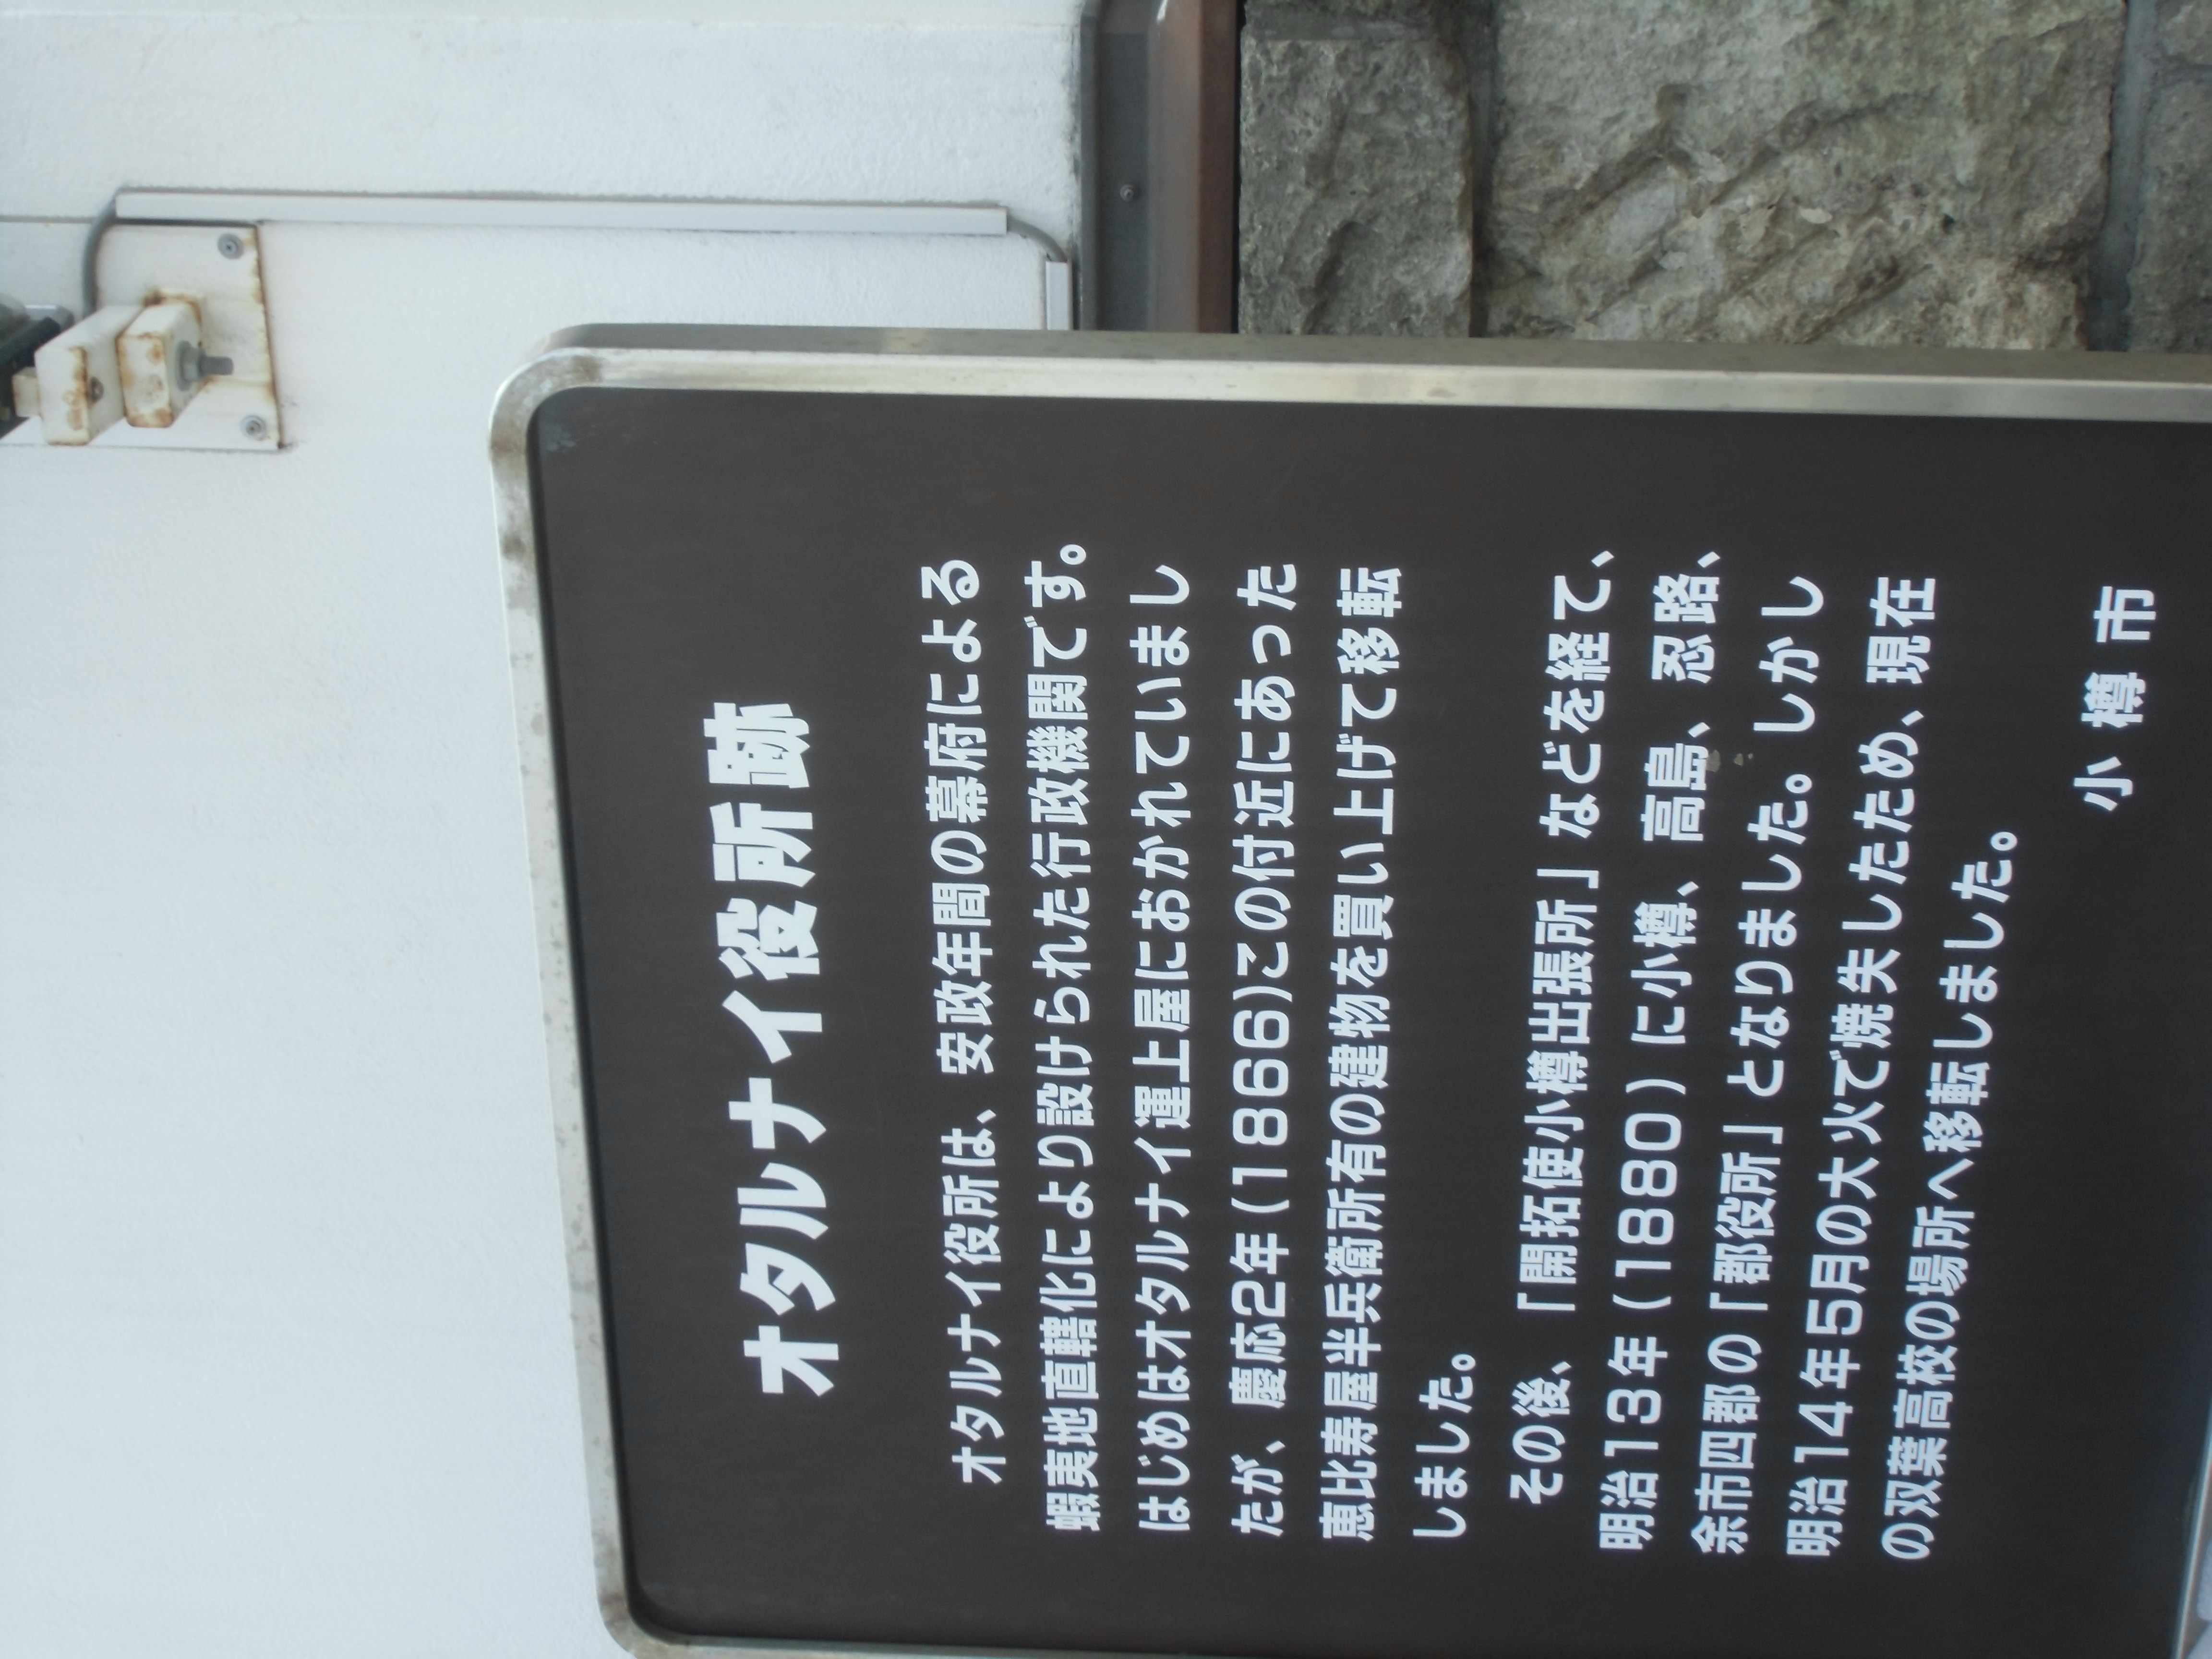 オタルナイ役所跡
オタルナイ役所は、安政年間の幕府による
蝦夷地直轄化により設けられた行政機関です。
はじめはオタルナイ運上屋におかれていまし
たが、慶応2年(1866)この付近にあった
恵比寿屋半兵衛所有の建物を買い上げて移転
しました。
その後、「開拓使小樽出張所」などを経て、
明治13年(1880)に小樽、高島、忍路、
余市四郡の「郡役所」となりました。しかし
明治14年5月の大火で焼失したため、現在
の双葉高校の場所へ移転しました。
小樽市